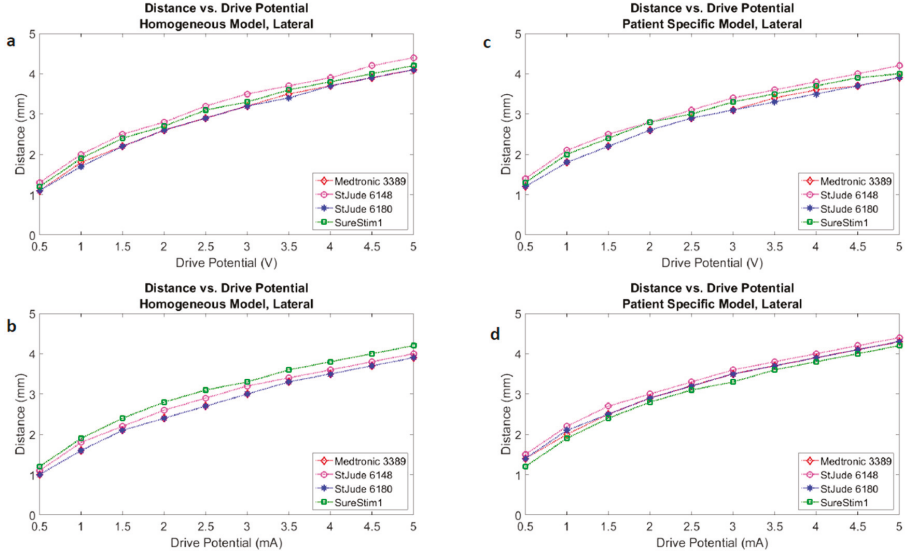 a
Distance vs. Drive Potential
Homogeneous Model, Lateral
Distance (mm)
5
4
3
2
1
0
0.5 1 1.5 2 2.5 3 3.5 4 4.5 5
Drive Potential (V)
Medtronic 3389
StJude 6148
StJude 6180
SureStim1
c
Distance vs. Drive Potential
Patient Specific Model, Lateral
Distance (mm)
5
4
3
2
1
0
0.5 1 1.5 2 2.5 3 3.5 4 4.5 5
Drive Potential (V)
Medtronic 3389
StJude 6148
StJude 6180
SureStim1
b
Distance vs. Drive Potential
Homogeneous Model, Lateral
Distance (mm)
5
4
3
2
1
0
0.5 1 1.5 2 2.5 3 3.5 4 4.5 5
Drive Potential (mA)
Medtronic 3389
StJude 6148
StJude 6180
SureStim1
d
Distance vs. Drive Potential
Patient Specific Model, Lateral
Distance (mm)
5
4
3
2
1
0
0.5 1 1.5 2 2.5 3 3.5 4 4.5 5
Drive Potential (mA)
Medtronic 3389
StJude 6148
StJude 6180
SureStim1